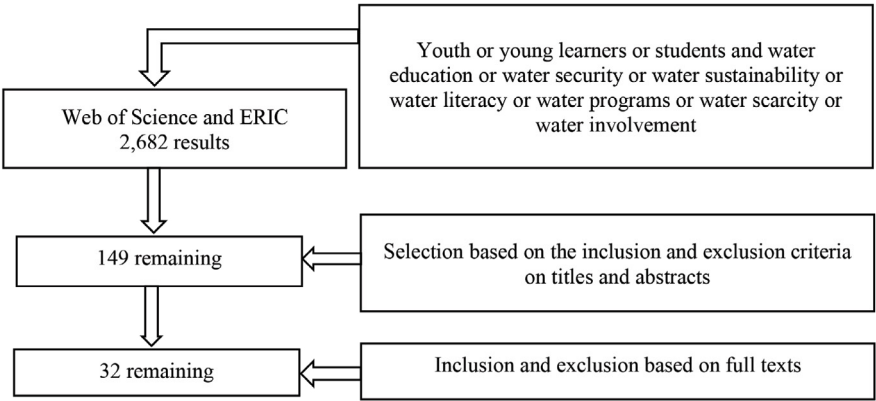 Youth or young learners or students and water
education or water security or water sustainability or
water literacy or water programs or water scarcity or
water involvement
Web of Science and ERIC
2,682 results
149 remaining
Selection based on the inclusion and exclusion criteria
on titles and abstracts
32 remaining
Inclusion and exclusion based on full texts